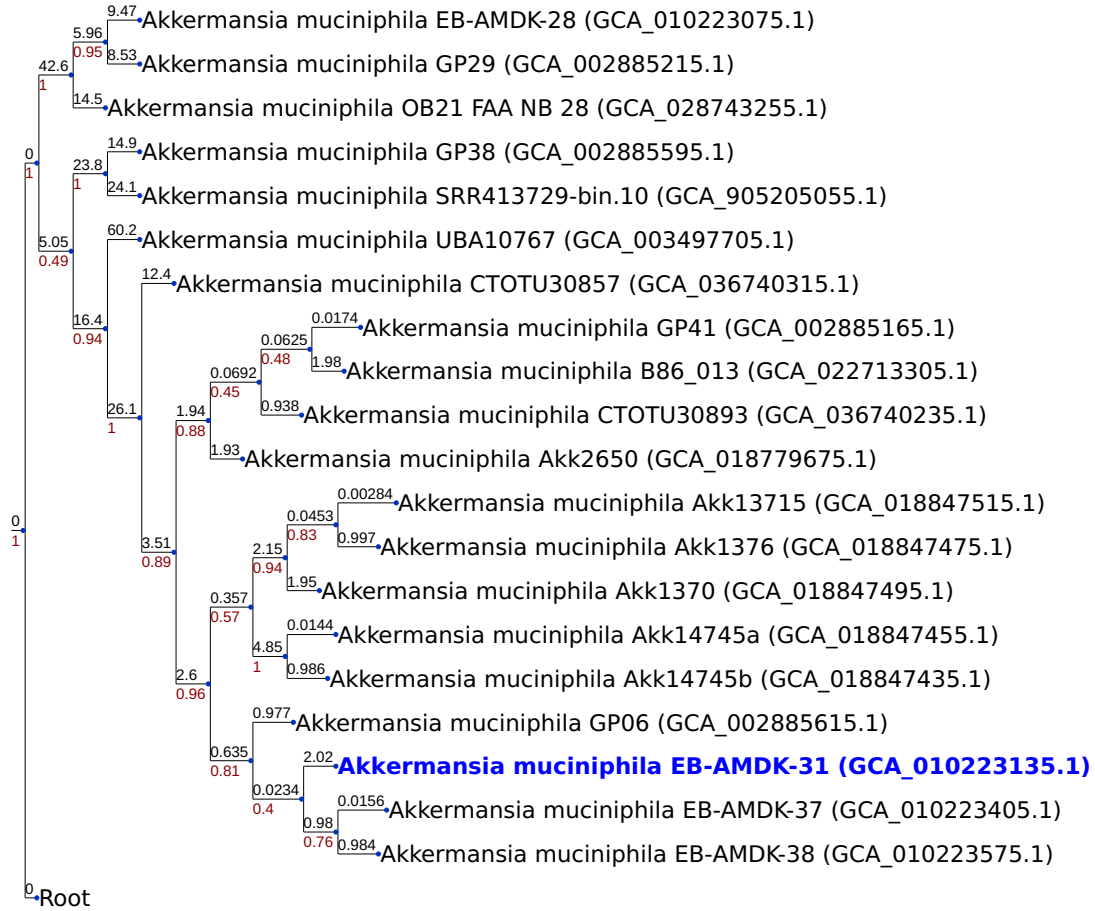 9.47 Akkermansia muciniphila EB-AMDK-28 (GCA_010223075.1)
5.96
0.95
8.53 Akkermansia muciniphila GP29 (GCA_002885215.1)
42.6
1
14.5 Akkermansia muciniphila OB21 FAA NB 28 (GCA_028743255.1)
14.9 Akkermansia muciniphila GP38 (GCA_002885595.1)
0
1
23.8
1
24.1 Akkermansia muciniphila SRR413729-bin.10 (GCA_905205055.1)
60.2 Akkermansia muciniphila UBA10767 (GCA_003497705.1)
5.05
0.49
12.4 Akkermansia muciniphila CTOTU30857 (GCA_036740315.1)
16.4
0.94
0.0174 Akkermansia muciniphila GP41 (GCA_002885165.1)
0.0625
0.48
1.98 Akkermansia muciniphila B86_013 (GCA_022713305.1)
0.0692
0.45
0.938 Akkermansia muciniphila CTOTU30893 (GCA_036740235.1)
26.1
1
1.94
0.88
1.93 Akkermansia muciniphila Akk2650 (GCA_018779675.1)
0.00284 Akkermansia muciniphila Akk13715 (GCA_018847515.1)
0.0453
0.83
0
1
0.997 Akkermansia muciniphila Akk1376 (GCA_018847475.1)
3.51
0.89
2.15
0.94
1.95 Akkermansia muciniphila Akk1370 (GCA_018847495.1)
0.357
0.57
0.0144 Akkermansia muciniphila Akk14745a (GCA_018847455.1)
4.85
1
0.986 Akkermansia muciniphila Akk14745b (GCA_018847435.1)
2.6
0.96
0.977 Akkermansia muciniphila GP06 (GCA_002885615.1)
0.635
0.81
2.02 Akkermansia muciniphila EB-AMDK-31 (GCA_010223135.1)
0.0234
0.4
0.0156 Akkermansia muciniphila EB-AMDK-37 (GCA_010223405.1)
0.98
0.76
0.984 Akkermansia muciniphila EB-AMDK-38 (GCA_010223575.1)
0 Root